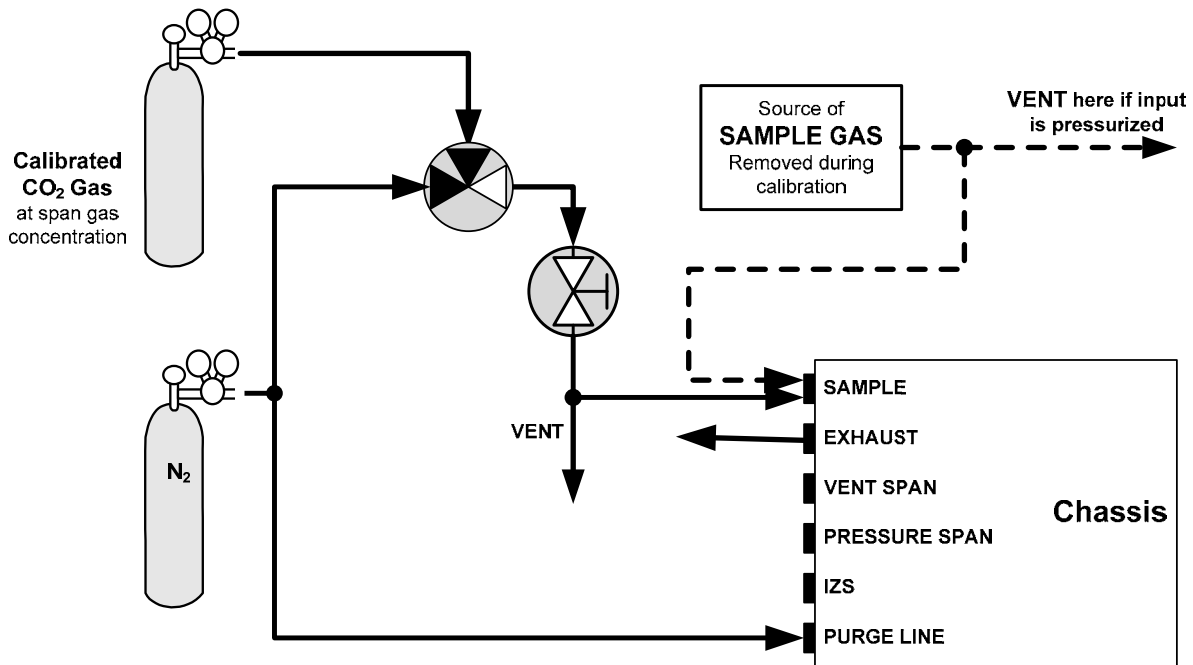 Calibrated
CO₂ Gas
at span gas
concentration
N₂
Source of
SAMPLE GAS
Removed during
calibration
VENT here if input
is pressurized
VENT
SAMPLE
EXHAUST
VENT SPAN
PRESSURE SPAN
IZS
PURGE LINE
Chassis